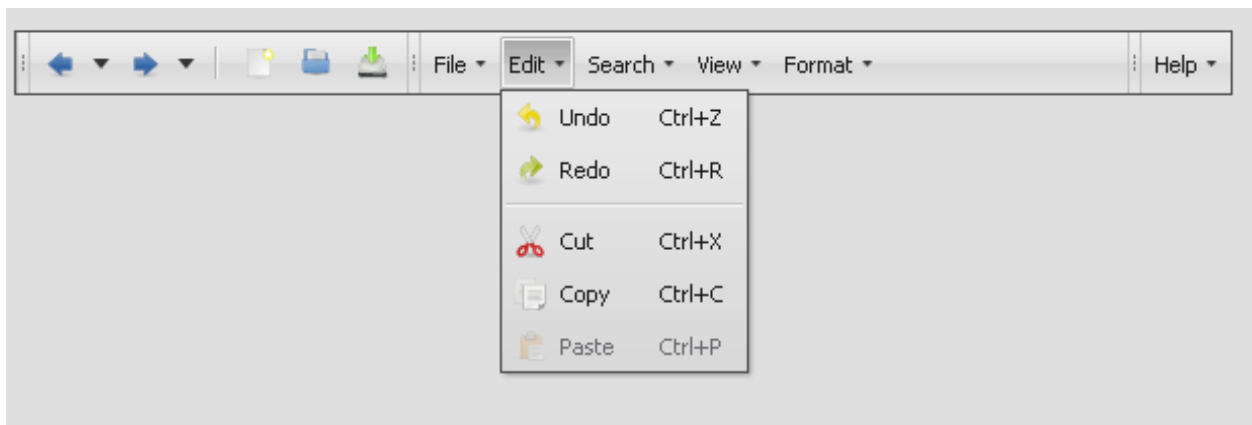 File Edit Search View Format Help
Undo Ctrl+Z
Redo Ctrl+R
Cut Ctrl+X
Copy Ctrl+C
Paste Ctrl+P